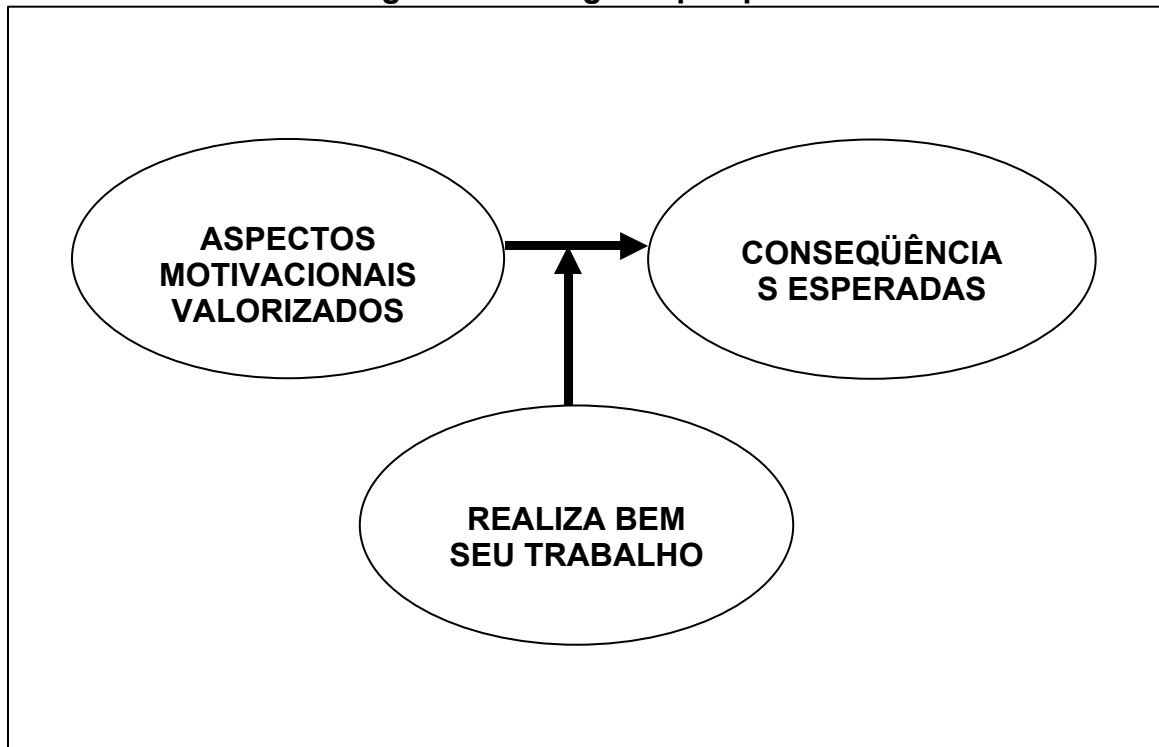 ASPECTOS
MOTIVACIONAIS
VALORIZADOS
CONSEQÜÊNCIA
S ESPERADAS
REALIZA BEM
SEU TRABALHO